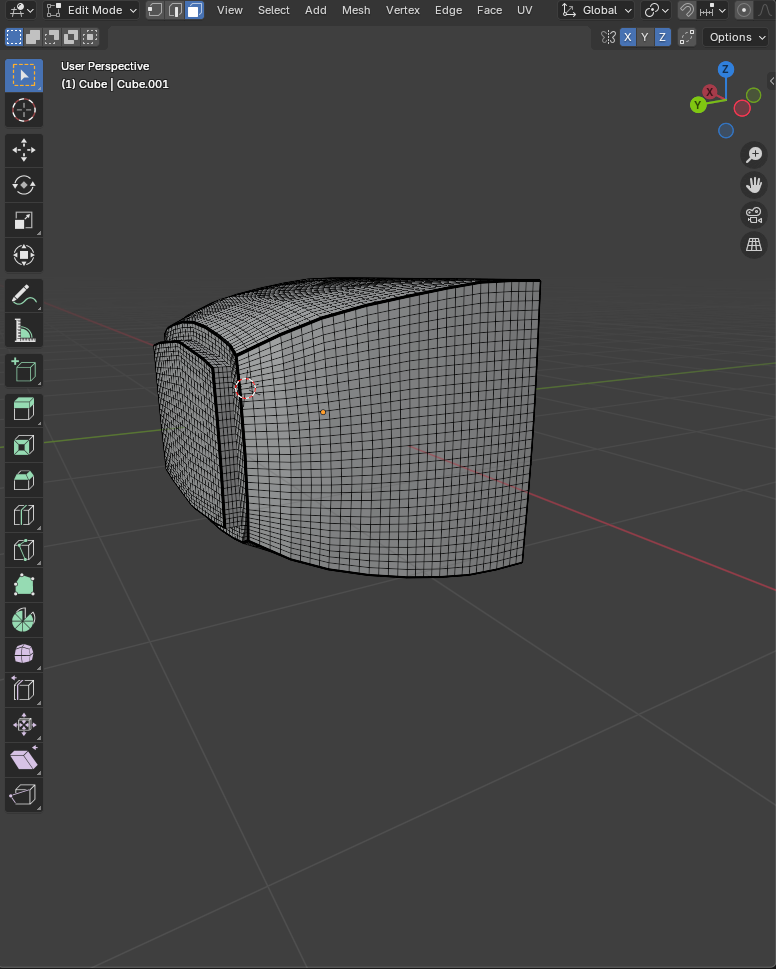 Edit Mode View Select Add Mesh Vertex Edge Face UV Global
X Y Z Options
User Perspective
(1) Cube | Cube.001
Z
X
Y